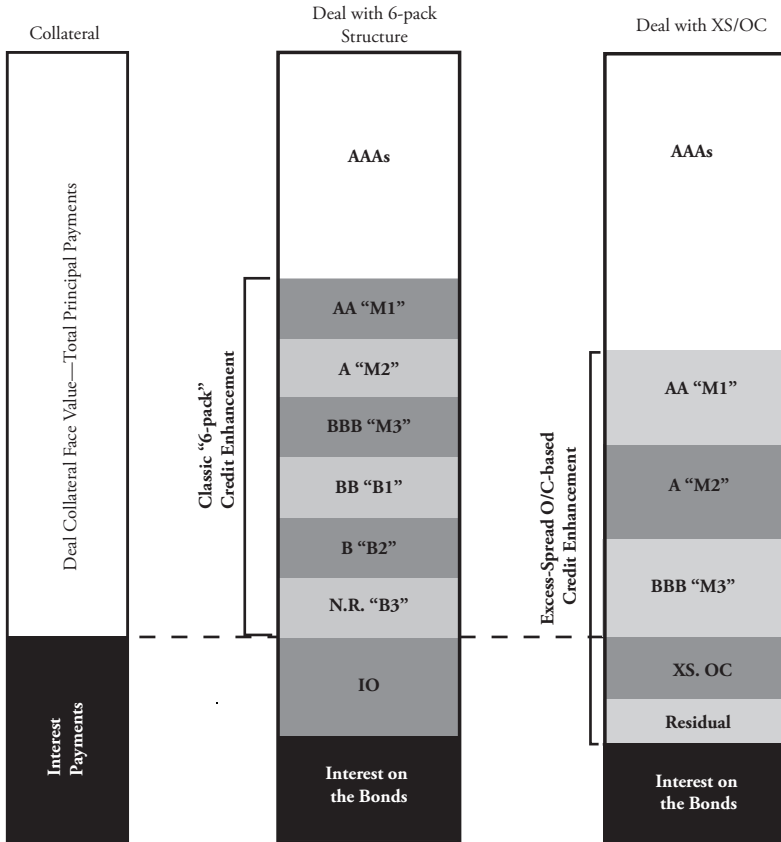 Collateral
Deal with 6-pack
Structure
Deal with XS/OC
Deal Collateral Face Value—Total Principal Payments
Interest
Payments
Classic “6-pack”
Credit Enhancement
AAAs
AA “M1”
A “M2”
BBB “M3”
BB “B1”
B “B2”
N.R. “B3”
IO
Interest on
the Bonds
Excess-Spread O/C-based
Credit Enhancement
AAAs
AA “M1”
A “M2”
BBB “M3”
XS. OC
Residual
Interest on
the Bonds